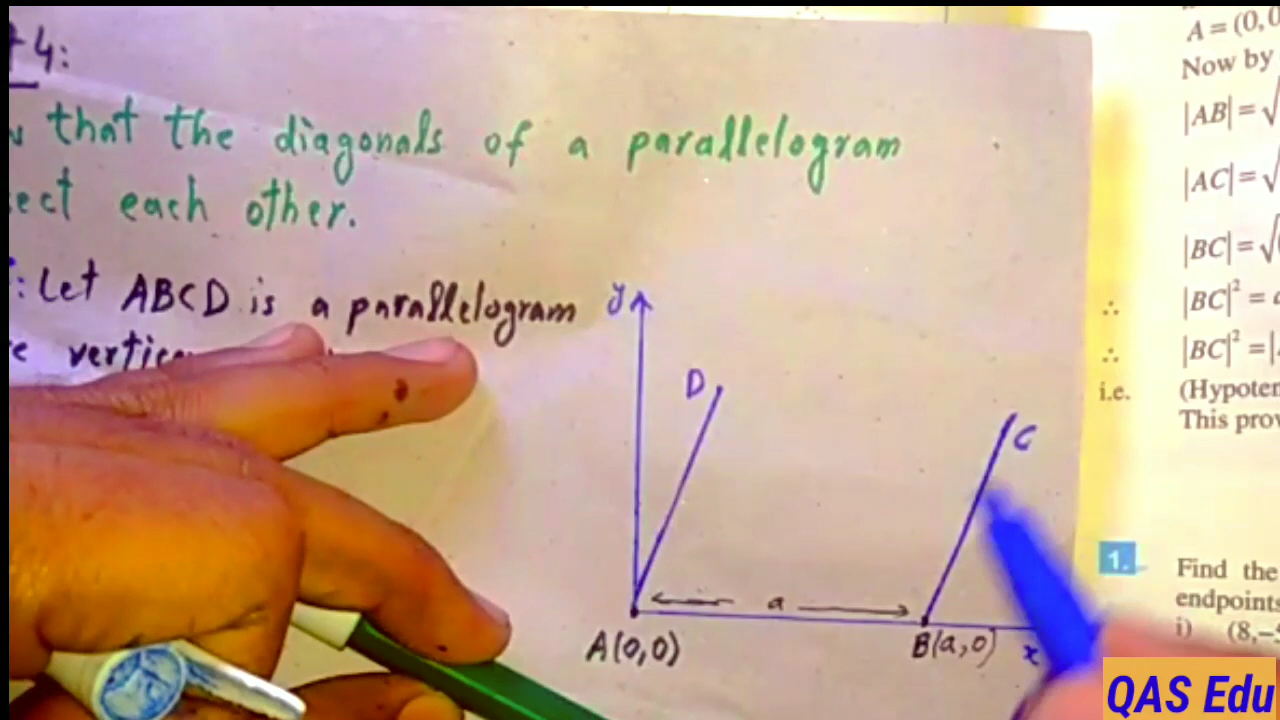 4:
that the diagonals of a parallelogram
each other.
: Let ABCD is a parallelogram
y
D
C
a
A(0,0)
B(a,0)
x
A = (0,0
Now by
|AB| = √
|AC| = √
|BC| = √
∴ |BC|² =
∴ |BC|² = |
i.e. (Hypoten
This prov
1. Find the
endpoints
i) (8,–
QAS Edu